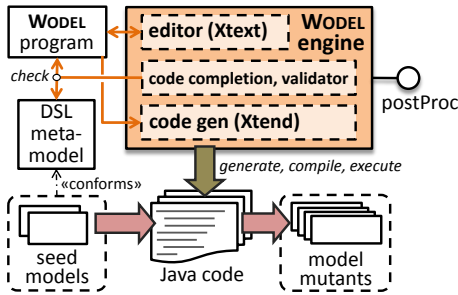 WODEL
program
WODEL
engine
editor (Xtext)
check
code completion, validator
postProc
code gen (Xtend)
DSL
meta-
model
generate, compile, execute
«conforms»
seed
models
Java code
model
mutants